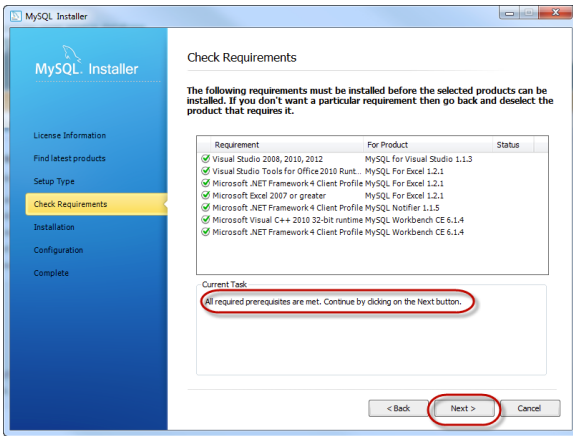 MySQL Installer
MySQL. Installer
License Information
Find latest products
Setup Type
Check Requirements
Installation
Configuration
Complete
Check Requirements
The following requirements must be installed before the selected products can be
installed. If you don't want a particular requirement then go back and deselect the
product that requires it.
Requirement For Product Status
Visual Studio 2008, 2010, 2012 MySQL for Visual Studio 1.1.3
Visual Studio Tools for Office 2010 Runt... MySQL For Excel 1.2.1
Microsoft .NET Framework 4 Client Profile MySQL For Excel 1.2.1
Microsoft Excel 2007 or greater MySQL For Excel 1.2.1
Microsoft .NET Framework 4 Client Profile MySQL Notifier 1.1.5
Microsoft Visual C++ 2010 32-bit runtime MySQL Workbench CE 6.1.4
Microsoft .NET Framework 4 Client Profile MySQL Workbench CE 6.1.4
Current Task
All required prerequisites are met. Continue by clicking on the Next button.
< Back Next > Cancel